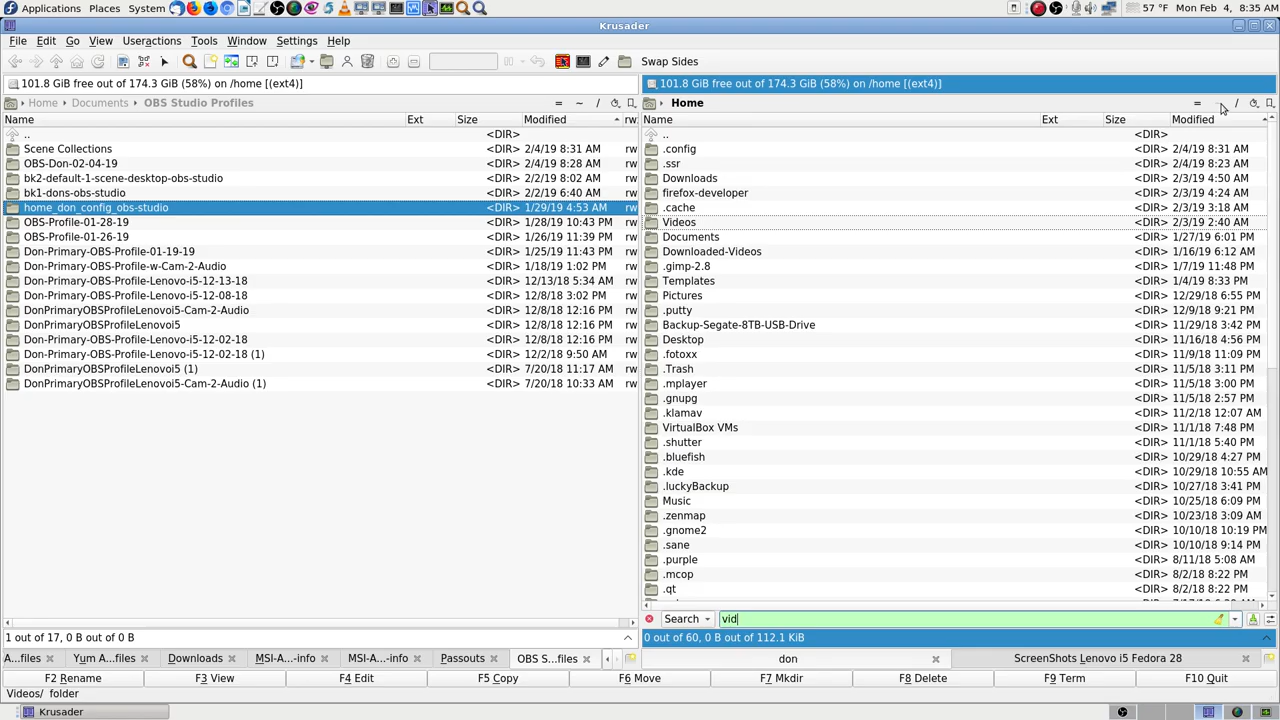 Applications Places System 57 °F Mon Feb 4, 8:35 AM
Krusader
File Edit Go View Useractions Tools Window Settings Help
Swap Sides
101.8 GiB free out of 174.3 GiB (58%) on /home [(ext4)]
Home Documents OBS Studio Profiles = ~ /
Name Ext Size Modified rw
.. <DIR>
Scene Collections <DIR> 2/4/19 8:31 AM rw
OBS-Don-02-04-19 <DIR> 2/4/19 8:28 AM rw
bk2-default-1-scene-desktop-obs-studio <DIR> 2/2/19 8:02 AM rw
bk1-dons-obs-studio <DIR> 2/2/19 6:40 AM rw
home_don_config_obs-studio <DIR> 1/29/19 4:53 AM rw
OBS-Profile-01-28-19 <DIR> 1/28/19 10:43 PM rw
OBS-Profile-01-26-19 <DIR> 1/26/19 11:39 PM rw
Don-Primary-OBS-Profile-01-19-19 <DIR> 1/25/19 11:43 PM rw
Don-Primary-OBS-Profile-w-Cam-2-Audio <DIR> 1/18/19 1:02 PM rw
Don-Primary-OBS-Profile-Lenovo-i5-12-13-18 <DIR> 12/13/18 5:34 AM rw
Don-Primary-OBS-Profile-Lenovo-i5-12-08-18 <DIR> 12/8/18 3:02 PM rw
DonPrimaryOBSProfileLenovoi5-Cam-2-Audio <DIR> 12/8/18 12:16 PM rw
DonPrimaryOBSProfileLenovoi5 <DIR> 12/8/18 12:16 PM rw
Don-Primary-OBS-Profile-Lenovo-i5-12-02-18 <DIR> 12/8/18 12:16 PM rw
Don-Primary-OBS-Profile-Lenovo-i5-12-02-18 (1) <DIR> 12/2/18 9:50 AM rw
DonPrimaryOBSProfileLenovoi5 (1) <DIR> 7/20/18 11:17 AM rw
DonPrimaryOBSProfileLenovoi5-Cam-2-Audio (1) <DIR> 7/20/18 10:33 AM rw
1 out of 17, 0 B out of 0 B
A...files Yum A...files Downloads MSI-A...-info MSI-A...-info Passouts OBS S...files
101.8 GiB free out of 174.3 GiB (58%) on /home [(ext4)]
Home = /
Name Ext Size Modified
.. <DIR>
.config <DIR> 2/4/19 8:31 AM
.ssr <DIR> 2/4/19 8:23 AM
Downloads <DIR> 2/3/19 4:50 AM
firefox-developer <DIR> 2/3/19 4:24 AM
.cache <DIR> 2/3/19 3:18 AM
Videos <DIR> 2/3/19 2:40 AM
Documents <DIR> 1/27/19 6:01 PM
Downloaded-Videos <DIR> 1/16/19 6:12 AM
.gimp-2.8 <DIR> 1/7/19 11:48 PM
Templates <DIR> 1/4/19 8:33 PM
Pictures <DIR> 12/29/18 6:55 PM
.putty <DIR> 12/9/18 9:21 PM
Backup-Segate-8TB-USB-Drive <DIR> 11/29/18 3:42 PM
Desktop <DIR> 11/16/18 4:56 PM
.fotoxx <DIR> 11/9/18 11:09 PM
.Trash <DIR> 11/5/18 3:11 PM
.mplayer <DIR> 11/5/18 3:00 PM
.gnupg <DIR> 11/5/18 2:57 PM
.klamav <DIR> 11/2/18 12:07 AM
VirtualBox VMs <DIR> 11/1/18 7:48 PM
.shutter <DIR> 11/1/18 5:40 PM
.bluefish <DIR> 10/29/18 4:27 PM
.kde <DIR> 10/29/18 10:55 AM
.luckyBackup <DIR> 10/27/18 3:41 PM
Music <DIR> 10/25/18 6:09 PM
.zenmap <DIR> 10/23/18 3:09 AM
.gnome2 <DIR> 10/10/18 10:19 PM
.sane <DIR> 10/10/18 9:14 PM
.purple <DIR> 8/11/18 5:08 AM
.mcop <DIR> 8/2/18 8:22 PM
.qt <DIR> 8/2/18 8:22 PM
Search vid
0 out of 60, 0 B out of 112.1 KiB
don ScreenShots Lenovo i5 Fedora 28
F2 Rename F3 View F4 Edit F5 Copy F6 Move F7 Mkdir F8 Delete F9 Term F10 Quit
Videos/ folder
Krusader